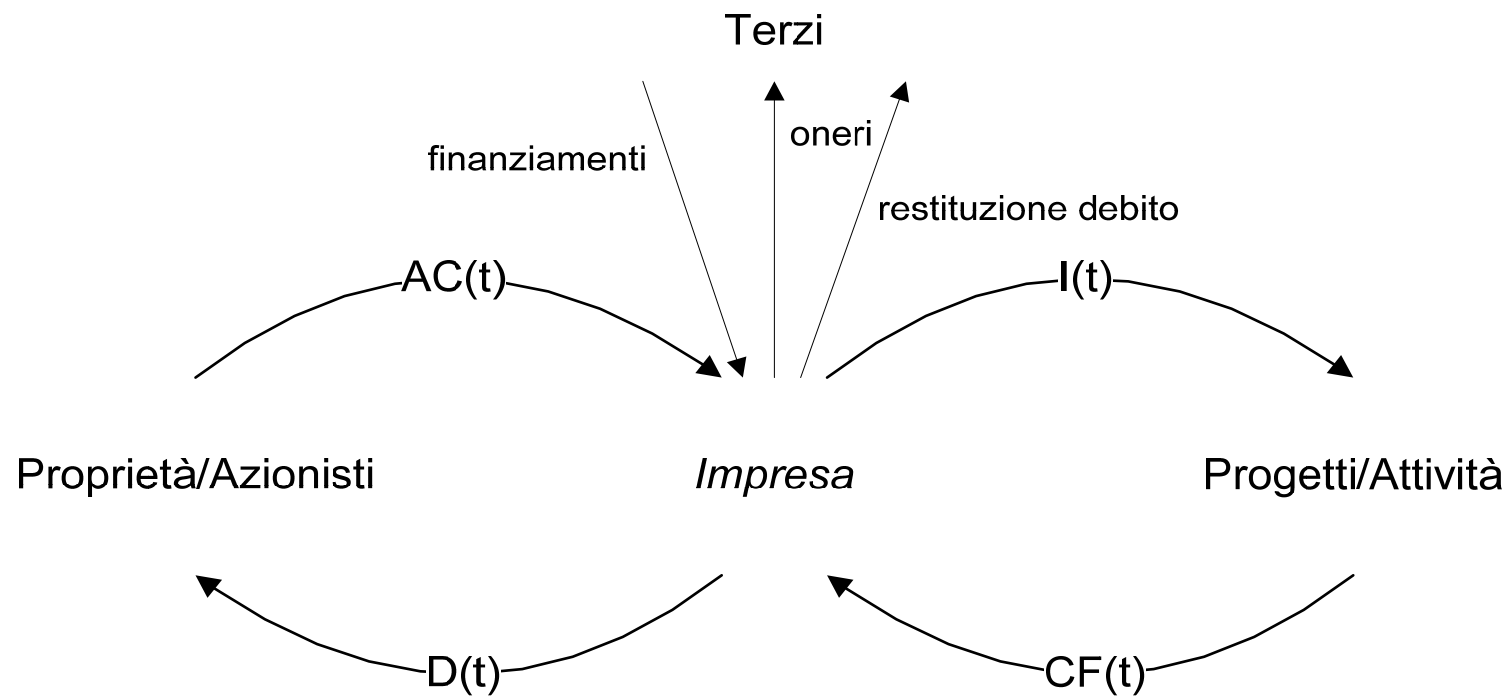 Terzi
oneri
finanziamenti
restituzione debito
AC(t)
I(t)
Proprietà/Azionisti
Impresa
Progetti/Attività
D(t)
CF(t)